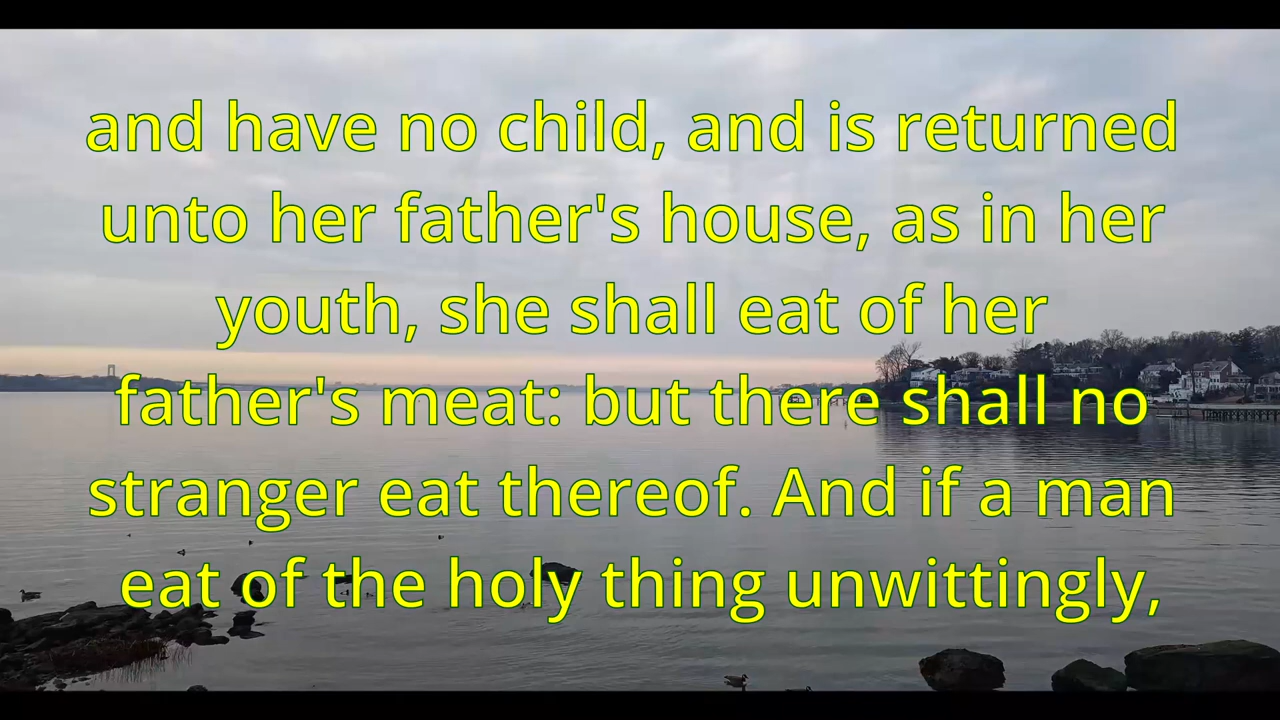 and have no child, and is returned
unto her father's house, as in her
youth, she shall eat of her
father's meat: but there shall no
stranger eat thereof. And if a man
eat of the holy thing unwittingly,